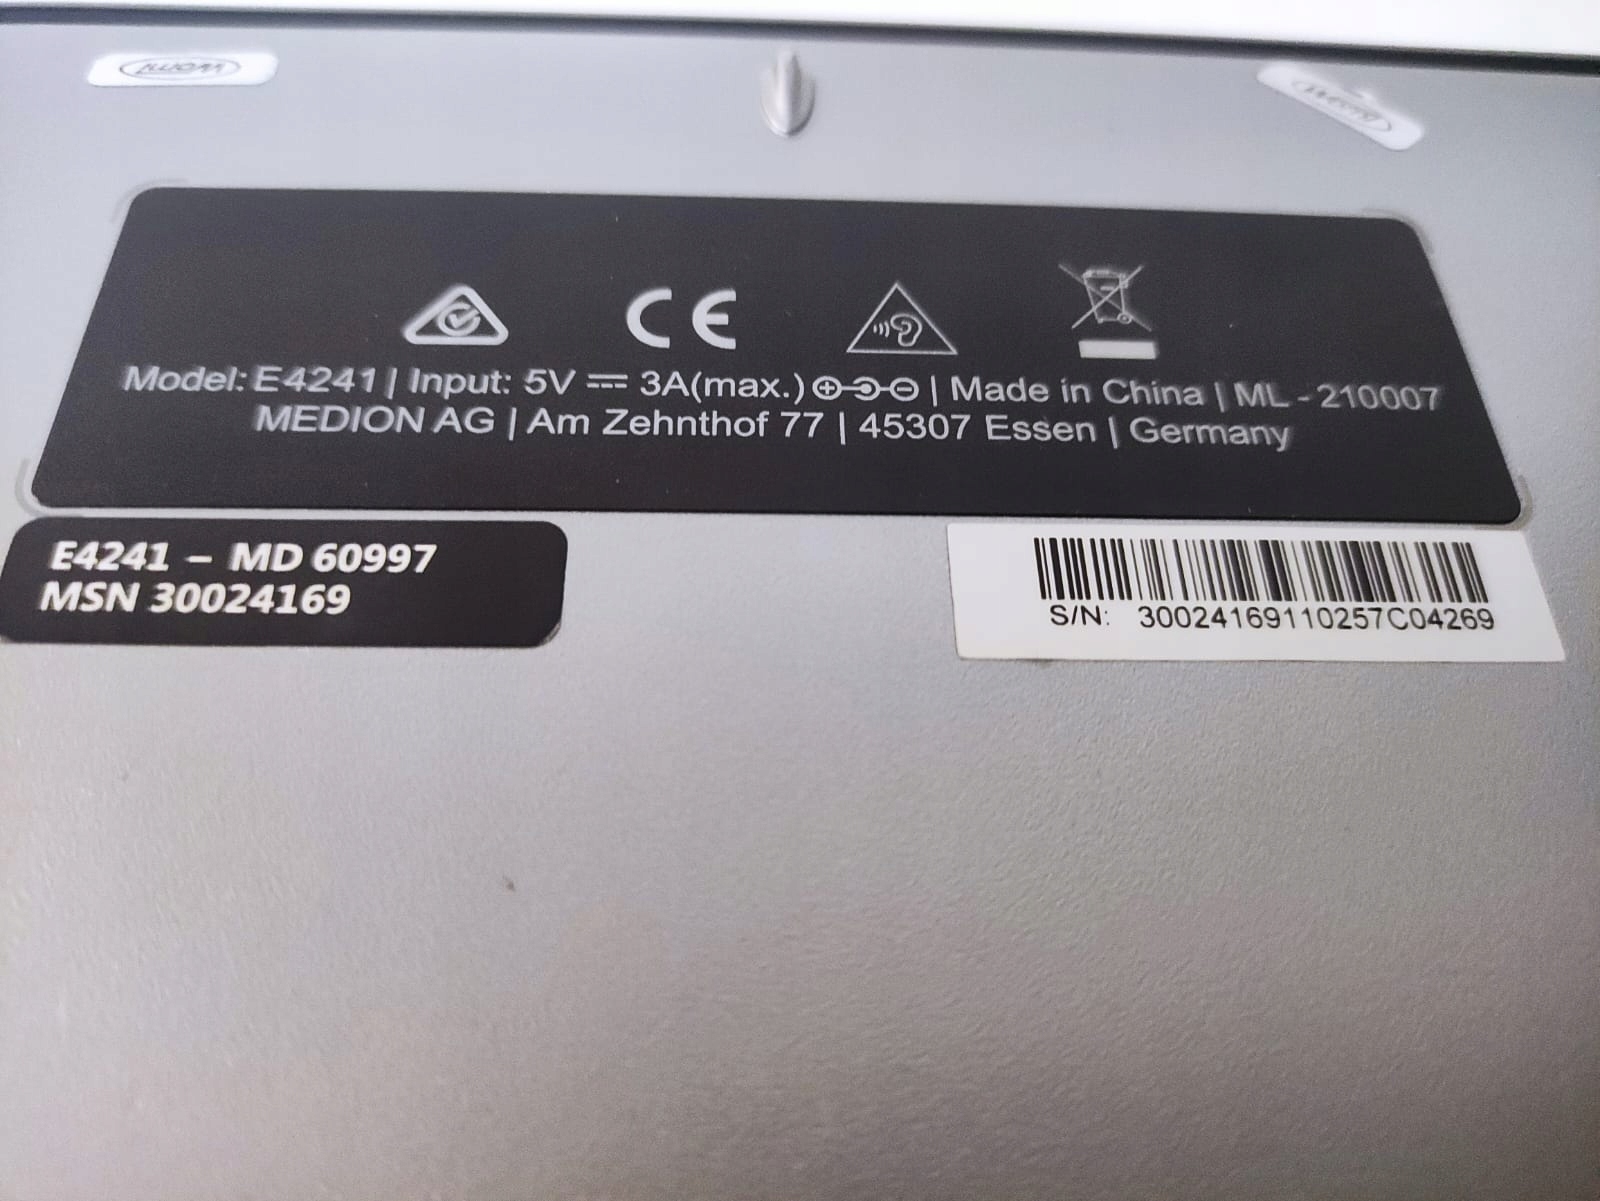 Model: E4241 | Input: 5V ⎓ 3A(max.) | Made in China | ML - 210007
MEDION AG | Am Zehnthof 77 | 45307 Essen | Germany
E4241 – MD 60997
MSN 30024169
S/N: 30024169110257C04269